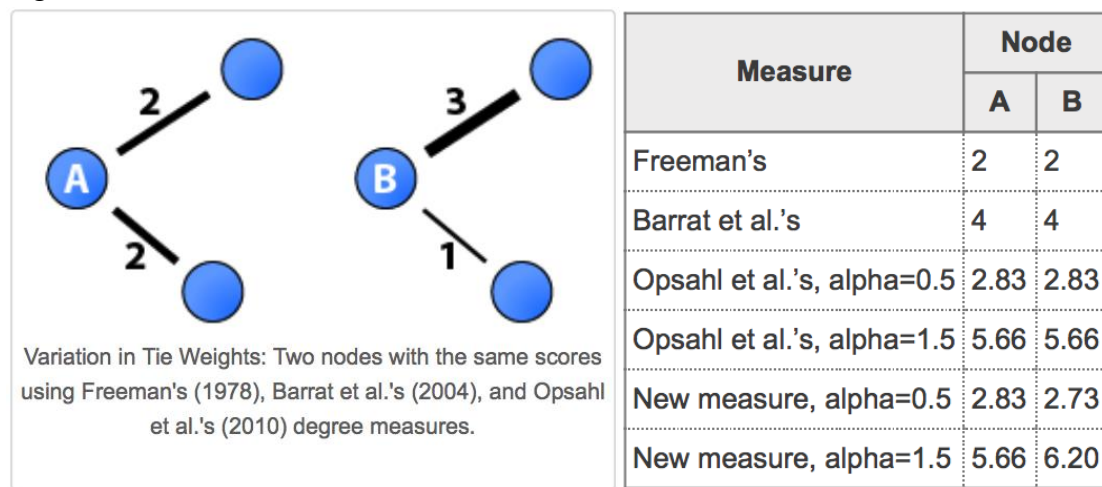 2
A
2
3
B
1
Variation in Tie Weights: Two nodes with the same scores
using Freeman's (1978), Barrat et al.'s (2004), and Opsahl
et al.'s (2010) degree measures.
Measure Node
A B
Freeman’s 2 2
Barrat et al.’s 4 4
Opsahl et al.’s, alpha=0.5 2.83 2.83
Opsahl et al.’s, alpha=1.5 5.66 5.66
New measure, alpha=0.5 2.83 2.73
New measure, alpha=1.5 5.66 6.20